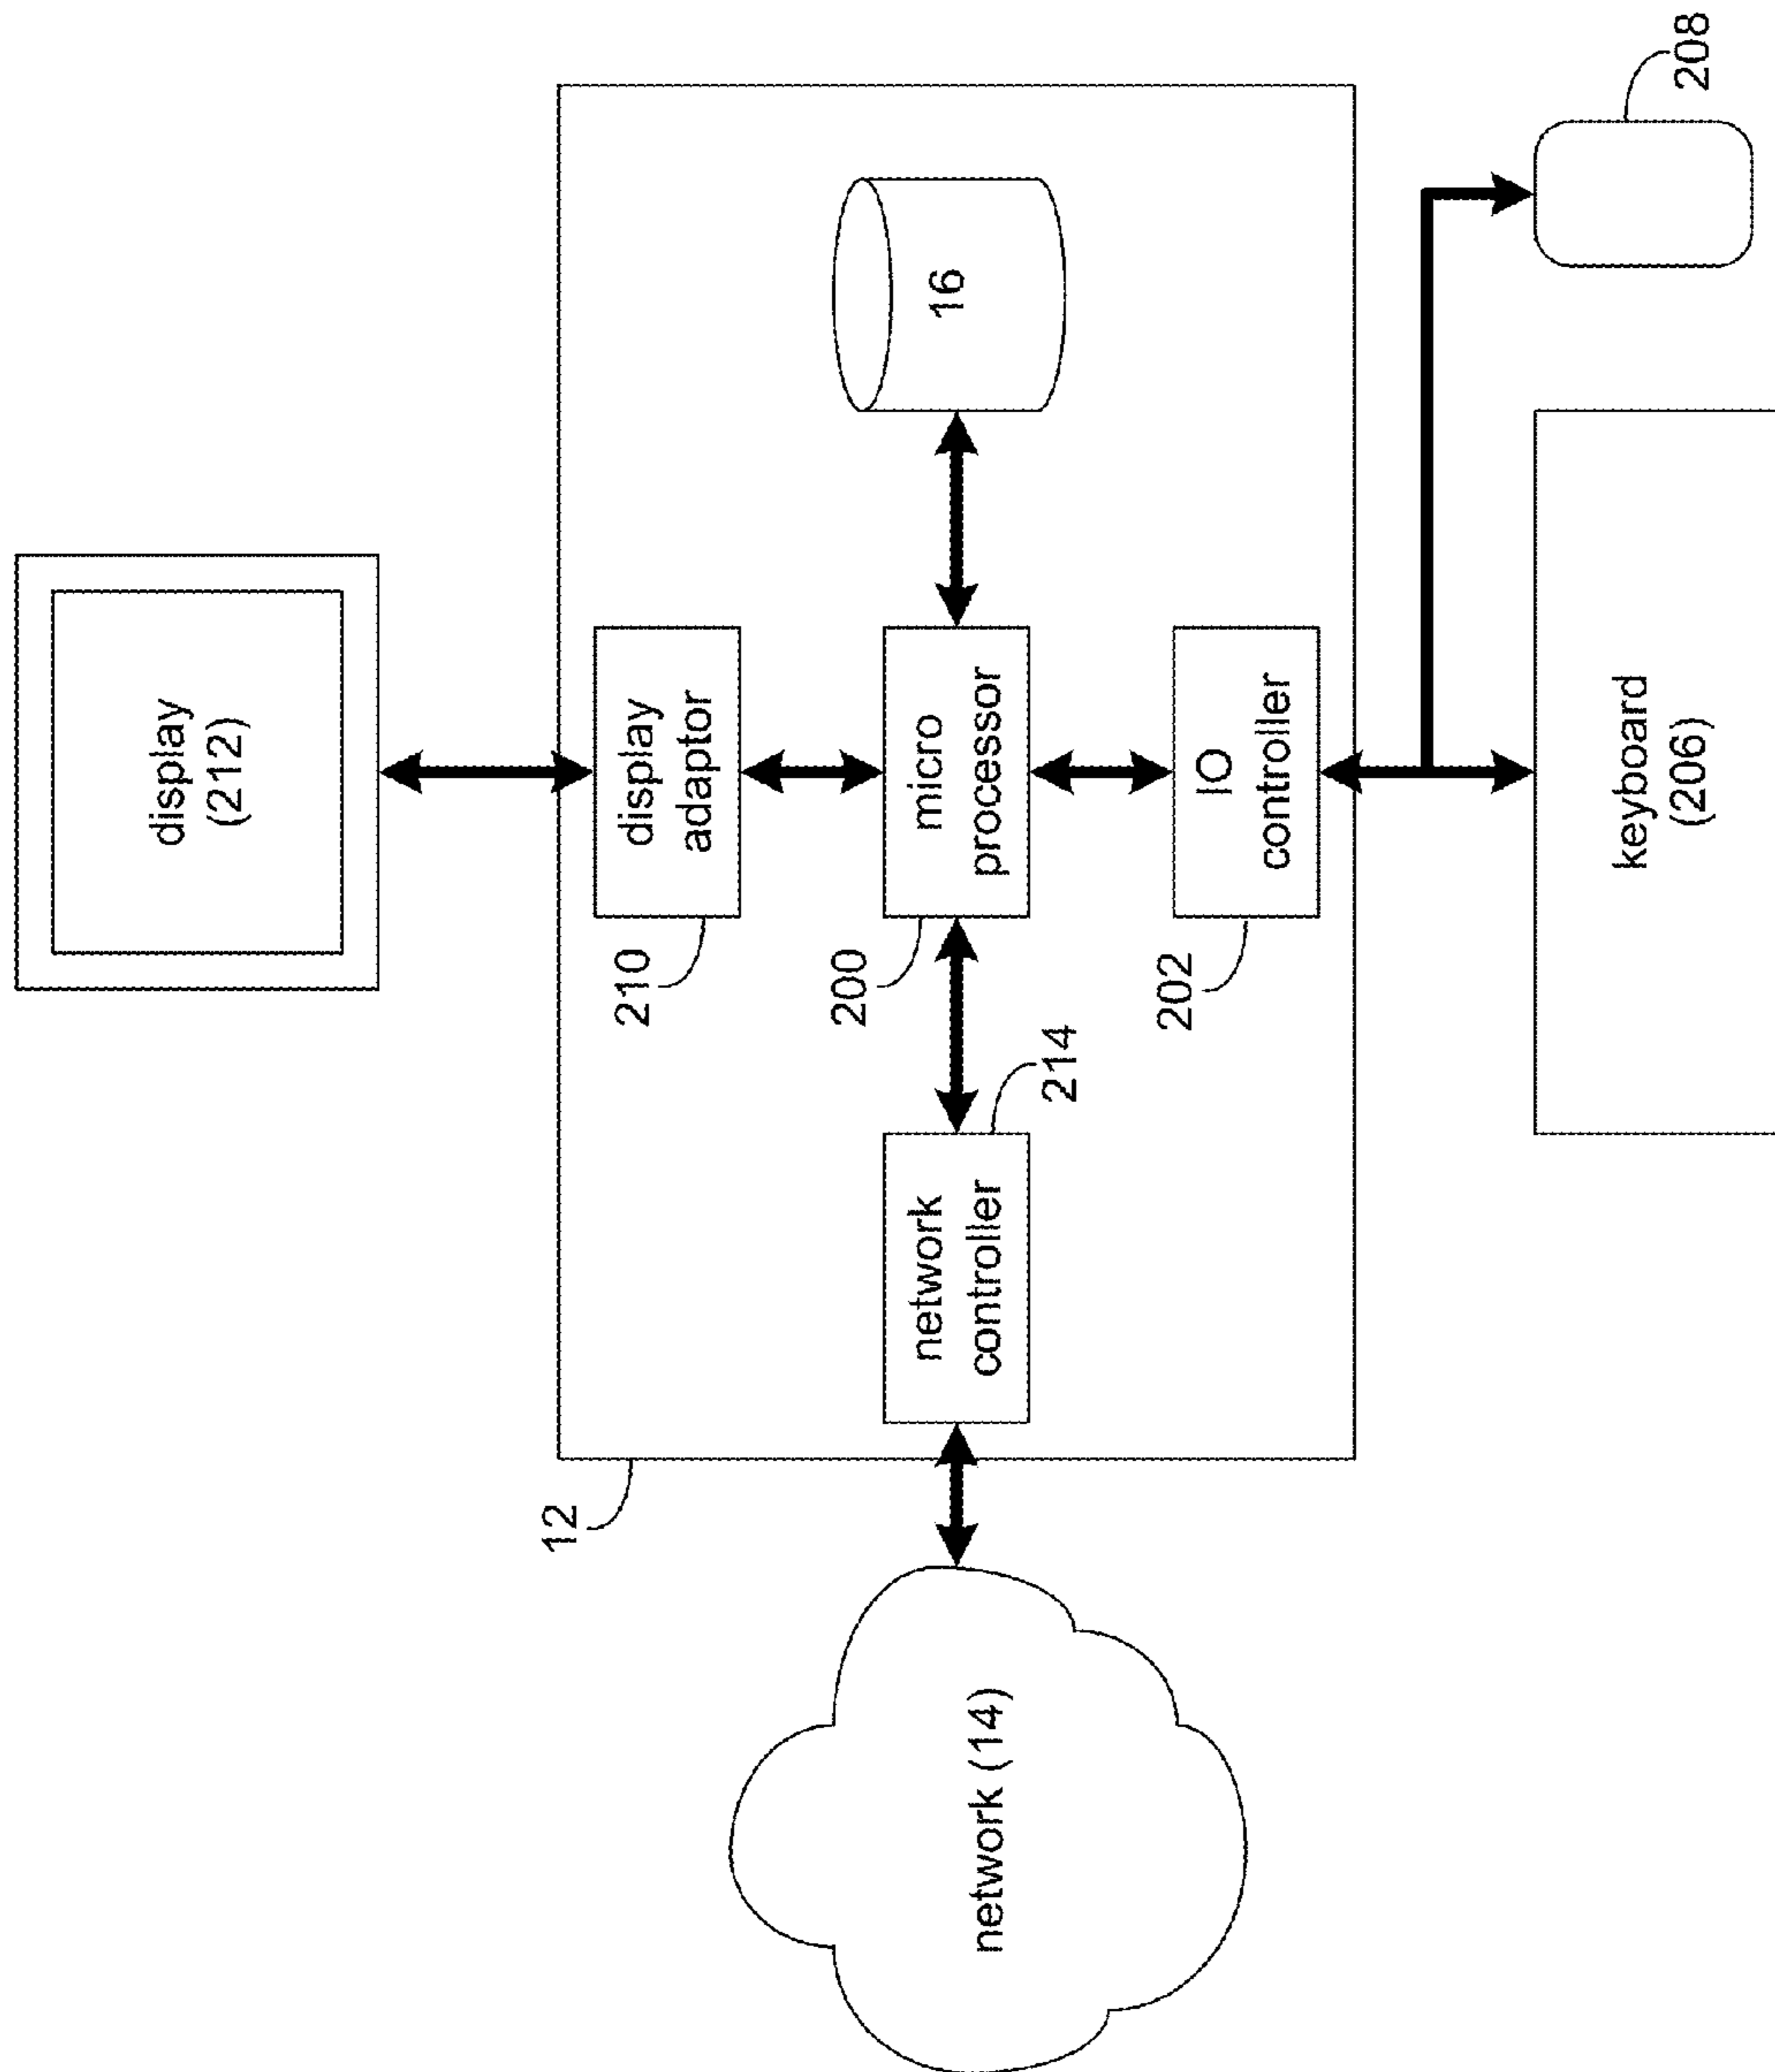 display
(212)
display
adaptor
210
micro
processor
200
16
network
controller
214
IO
controller
202
12
network (14)
keyboard
(206)
208